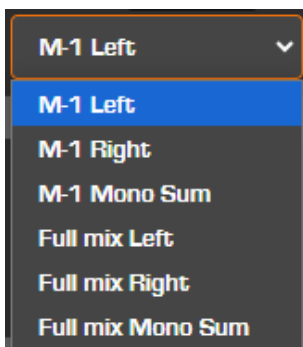 M-1 Left
M-1 Left
M-1 Right
M-1 Mono Sum
Full mix Left
Full mix Right
Full mix Mono Sum